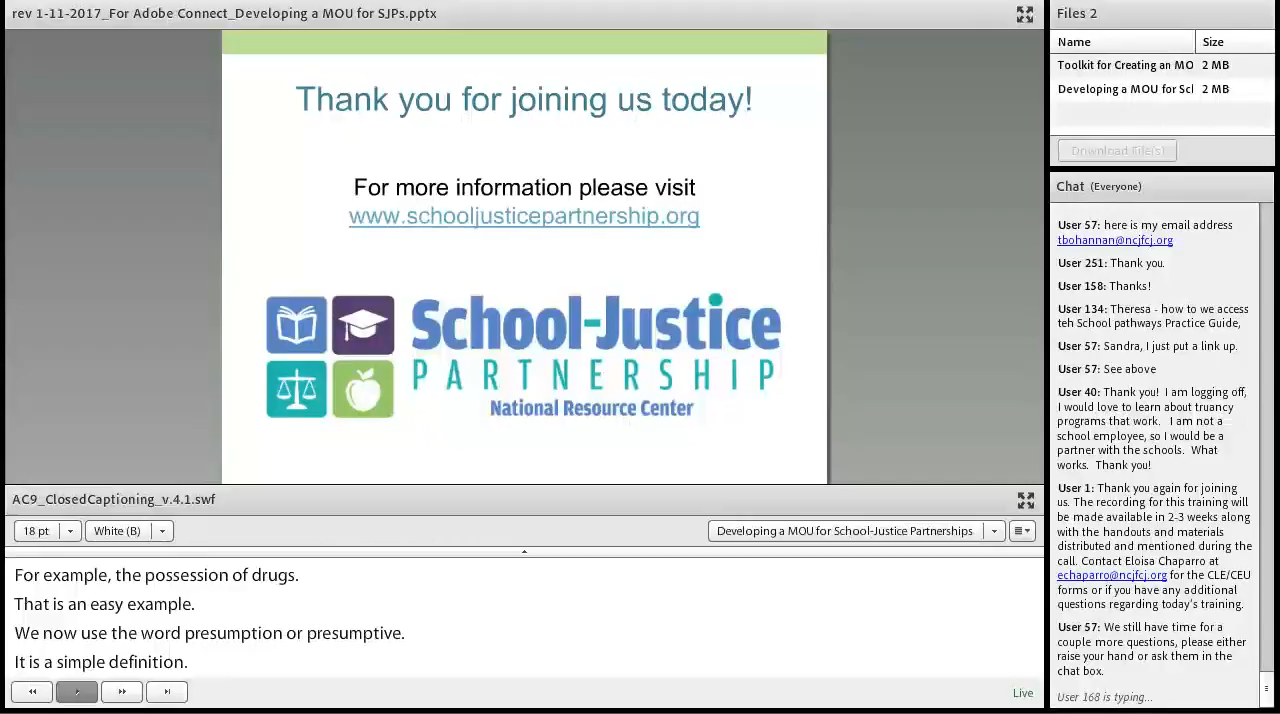 rev 1-11-2017_For Adobe Connect_Developing a MOU for SJPs.pptx
Thank you for joining us today!
For more information please visit
www.schooljusticepartnership.org
School-Justice
PARTNERSHIP
National Resource Center
AC9_ClosedCaptioning_v.4.1.swf
18 pt
White (B)
Developing a MOU for School-Justice Partnerships
For example, the possession of drugs.
That is an easy example.
We now use the word presumption or presumptive.
It is a simple definition.
Live
Files 2
Name Size
Toolkit for Creating an MO 2 MB
Developing a MOU for Scl 2 MB
Download File(s)
Chat (Everyone)
User 57: here is my email address
tbohannan@ncjfcj.org
User 251: Thank you.
User 158: Thanks!
User 134: Theresa - how to we access
teh School pathways Practice Guide,
User 57: Sandra, I just put a link up.
User 57: See above
User 40: Thank you! I am logging off,
I would love to learn about truancy
programs that work. I am not a
school employee, so I would be a
partner with the schools. What
works. Thank you!
User 1: Thank you again for joining
us. The recording for this training will
be made available in 2-3 weeks along
with the handouts and materials
distributed and mentioned during the
call. Contact Eloisa Chaparro at
echaparro@ncjfcj.org for the CLE/CEU
forms or if you have any additional
questions regarding today's training.
User 57: We still have time for a
couple more questions, please either
raise your hand or ask them in the
chat box.
User 168 is typing...